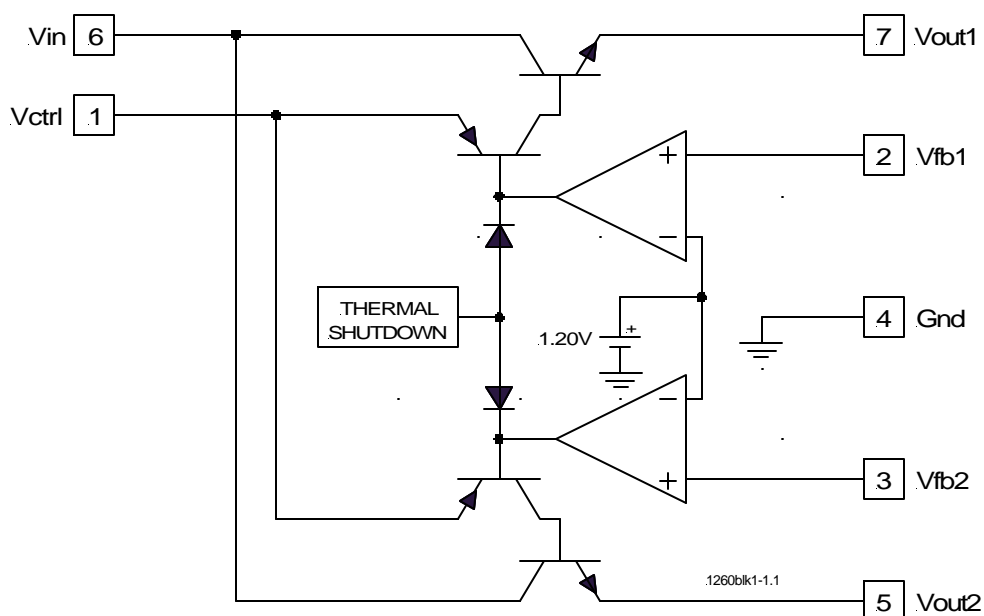 Vin 6
7 Vout1
Vctrl 1
2 Vfb1
+
−
THERMAL
SHUTDOWN
1.20V
+
4 Gnd
−
+
3 Vfb2
1260blk1-1.1
5 Vout2